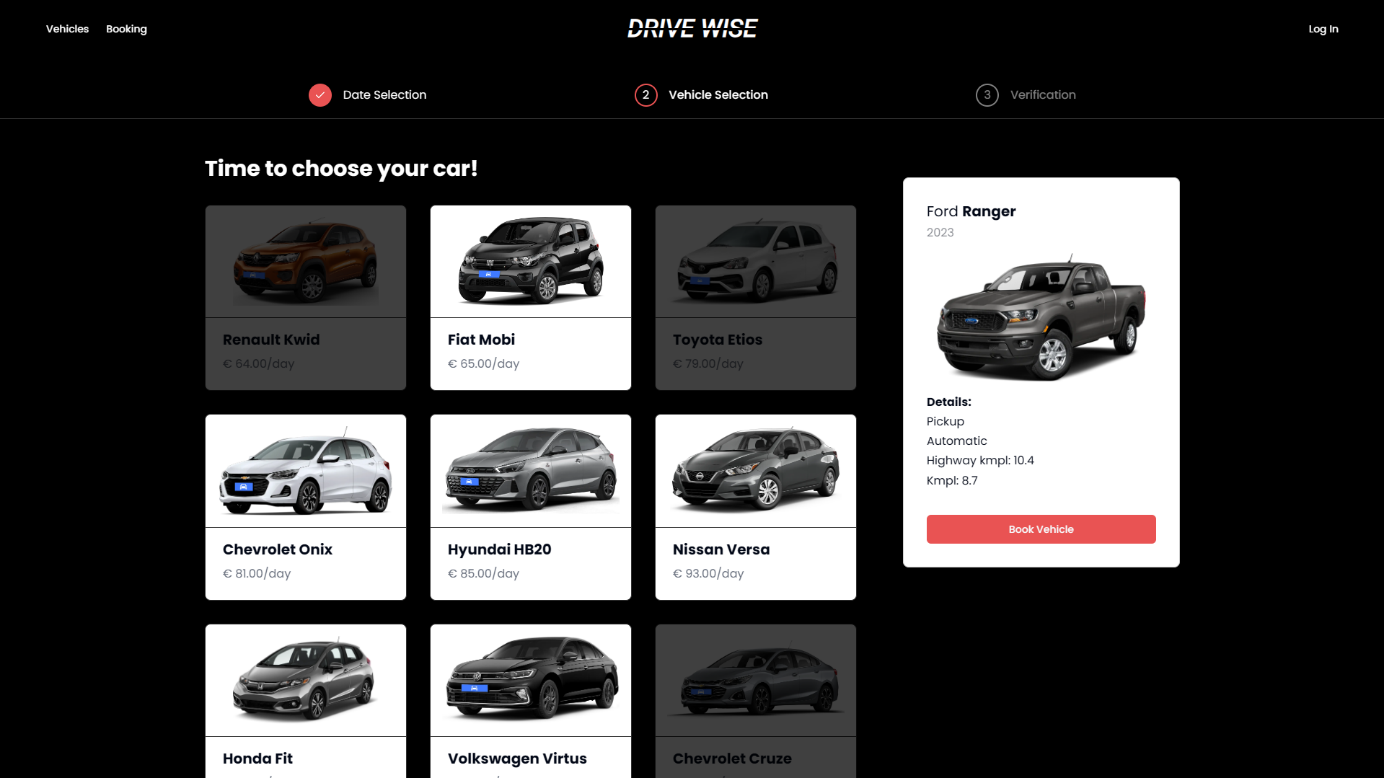 Vehicles
Booking
DRIVE WISE
Log In
Date Selection
2
Vehicle Selection
3
Verification
Time to choose your car!
Renault Kwid
€ 64.00/day
Fiat Mobi
€ 65.00/day
Toyota Etios
€ 79.00/day
Chevrolet Onix
€ 81.00/day
Hyundai HB20
€ 85.00/day
Nissan Versa
€ 93.00/day
Honda Fit
Volkswagen Virtus
Chevrolet Cruze
Ford Ranger
2023
Details:
Pickup
Automatic
Highway kmpl: 10.4
Kmpl: 8.7
Book Vehicle